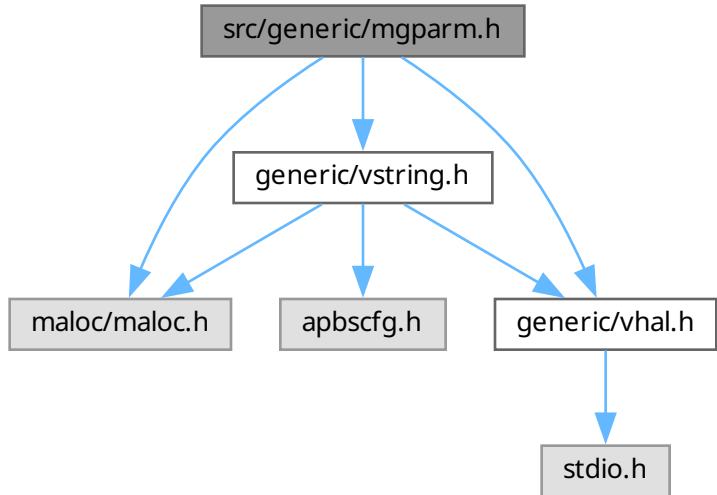 src/generic/mgparm.h
generic/vstring.h
maloc/maloc.h
apbscfg.h
generic/vhal.h
stdio.h